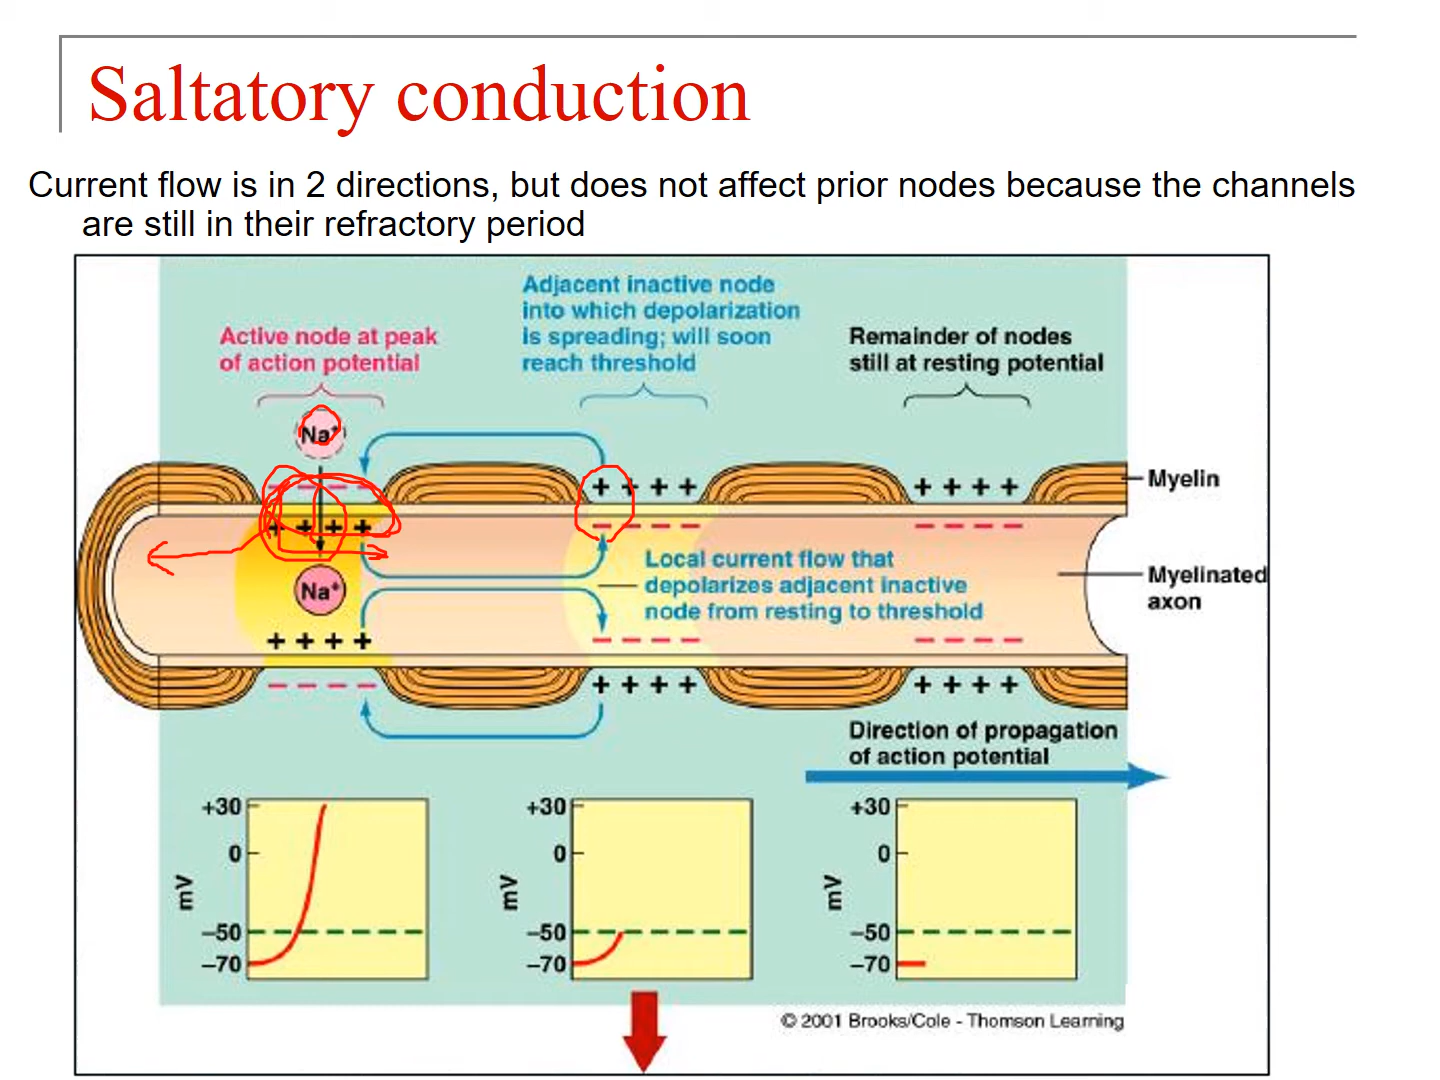 Saltatory conduction
Current flow is in 2 directions, but does not affect prior nodes because the channels
are still in their refractory period
Active node at peak
of action potential
Adjacent inactive node
into which depolarization
is spreading; will soon
reach threshold
Remainder of nodes
still at resting potential
Na+
+ + + +
+ + + +
Myelin
– – – –
+ + + +
– – – –
– – – –
Local current flow that
depolarizes adjacent inactive
node from resting to threshold
Na+
Myelinated
axon
+ + + +
– – – –
– – – –
– – – –
+ + + +
+ + + +
Direction of propagation
of action potential
+30
0
–50
–70
mV
+30
0
–50
–70
mV
+30
0
–50
–70
mV
© 2001 Brooks/Cole - Thomson Learning